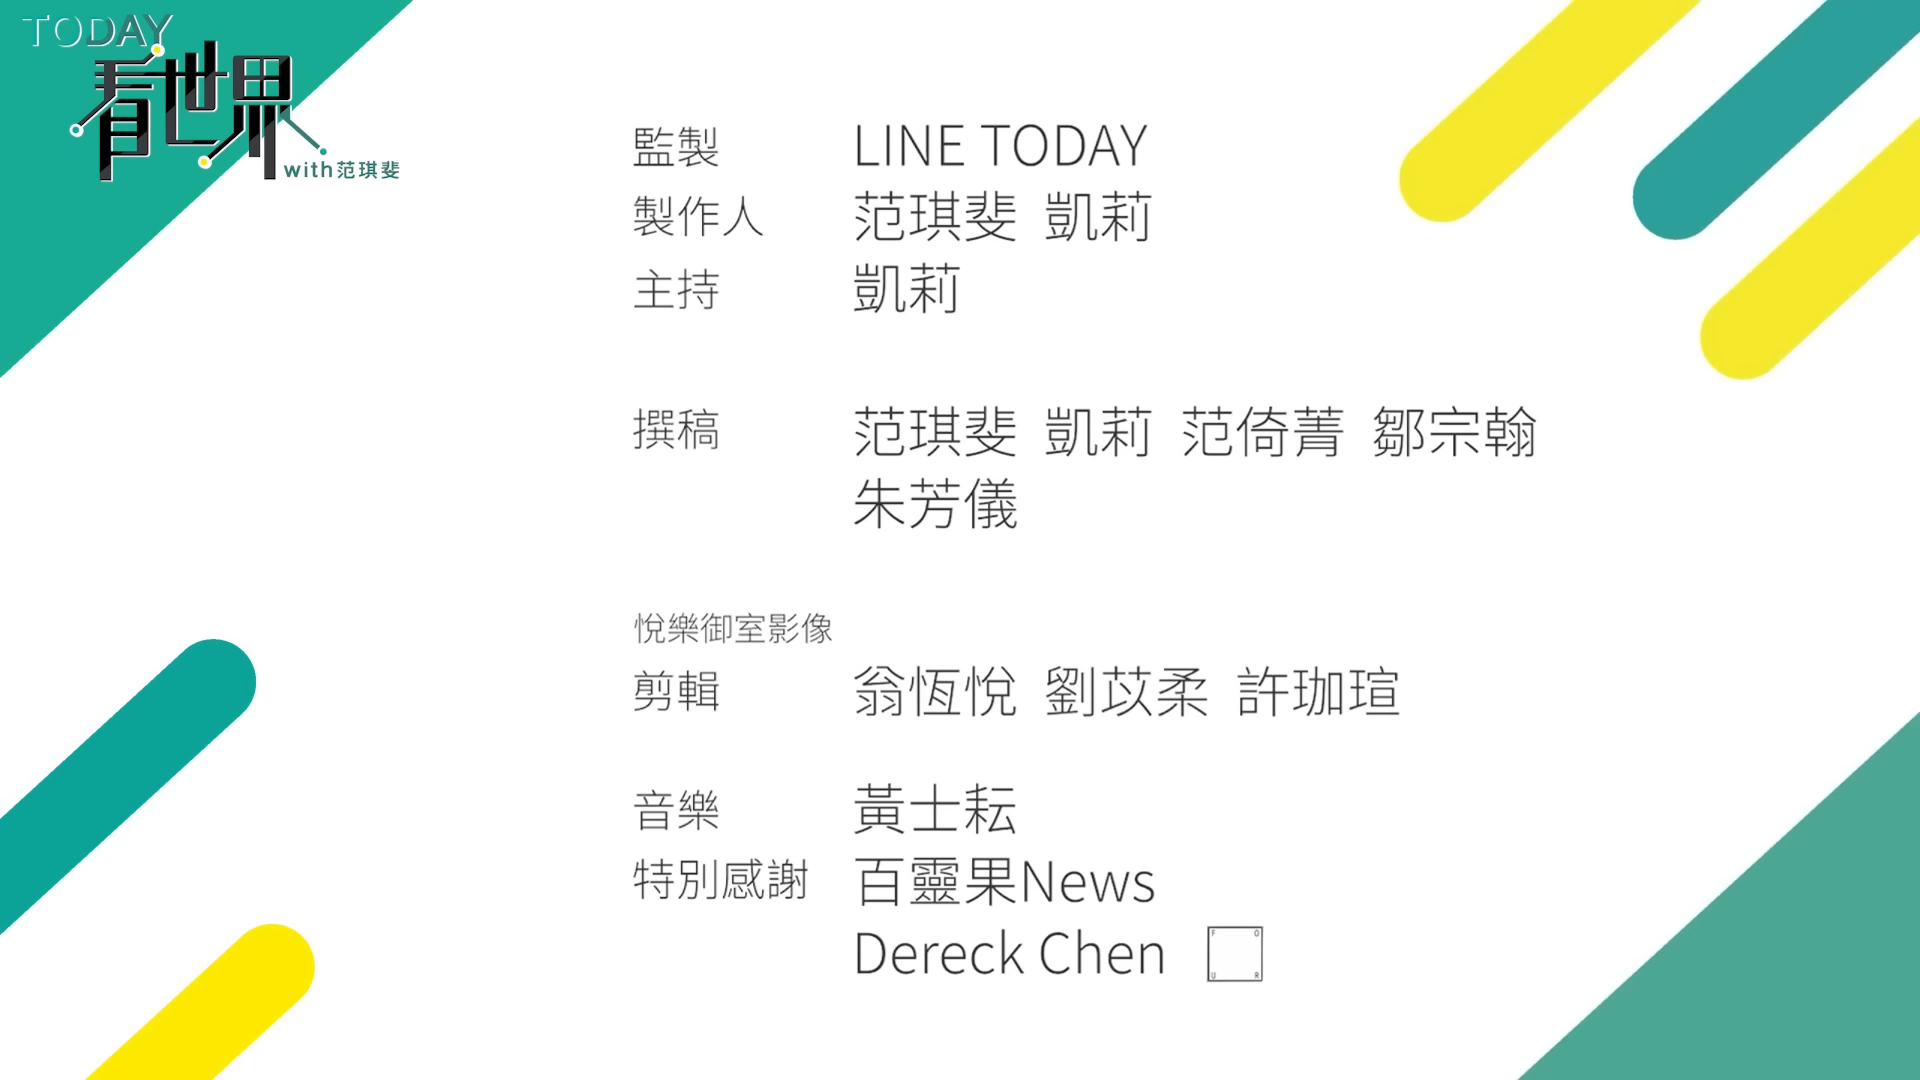 TODAY
看世界
with范琪斐
監製 LINE TODAY
製作人 范琪斐 凱莉
主持 凱莉
撰稿 范琪斐 凱莉 范倚菁 鄒宗翰
朱芳儀
悅樂御室影像
剪輯 翁恆悅 劉苡柔 許珈瑄
音樂 黃士耘
特別感謝 百靈果News
Dereck Chen
F O
U R